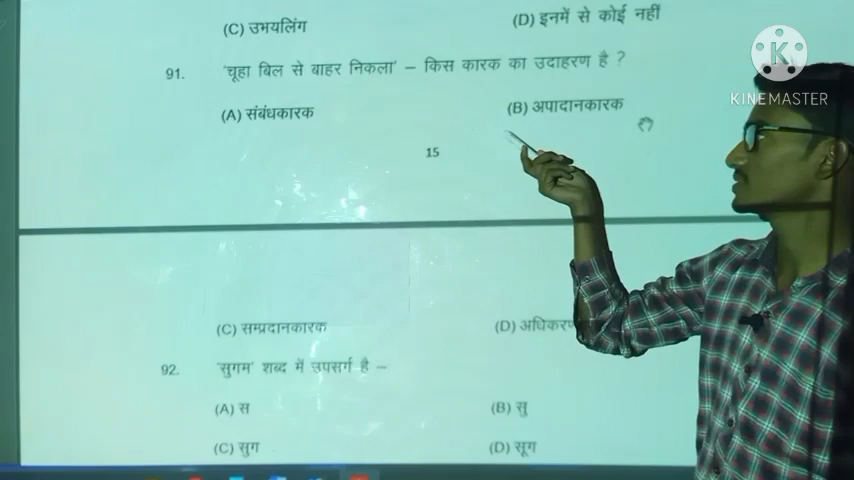 (C) उभयलिंग (D) इनमें से कोई नहीं
91. 'चूहा बिल से बाहर निकला' – किस कारक का उदाहरण है ?
(A) संबंधकारक (B) अपादानकारक
15
(C) सम्प्रदानकारक (D)
92. 'सुगम' शब्द में उपसर्ग है –
(A) स (B) सु
(C) सुग (D) सूग
K
KINEMASTER